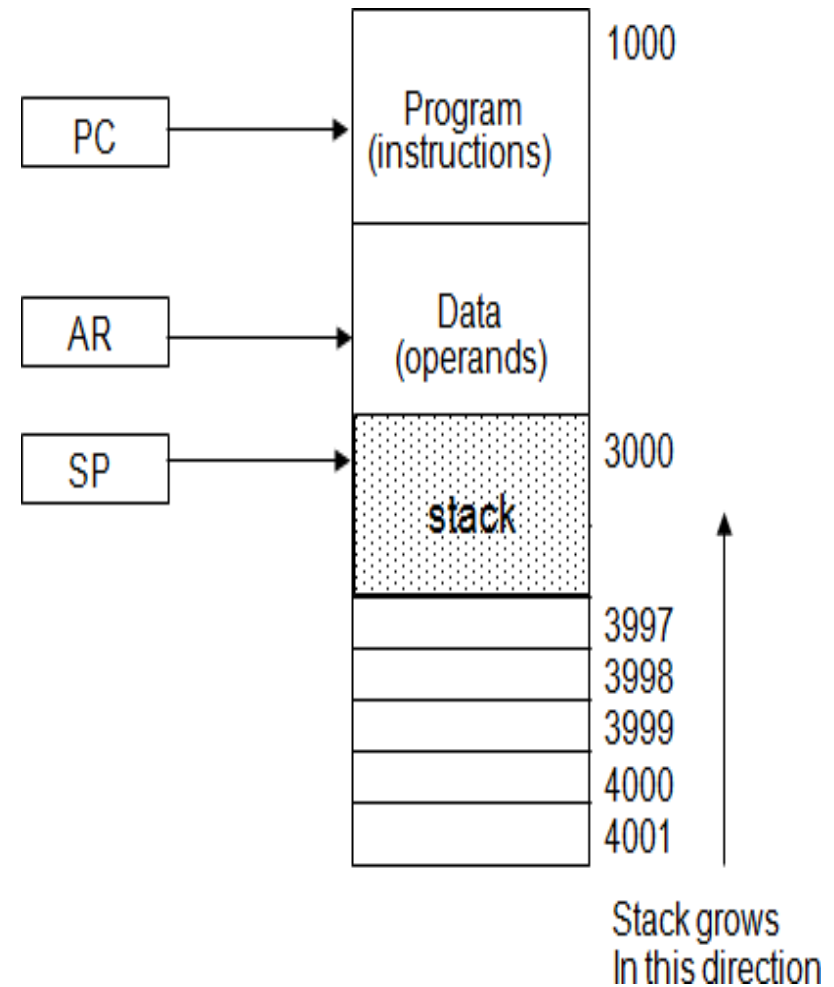 1000
PC
Program
(instructions)
AR
Data
(operands)
SP
3000
stack
3997
3998
3999
4000
4001
Stack grows
In this direction